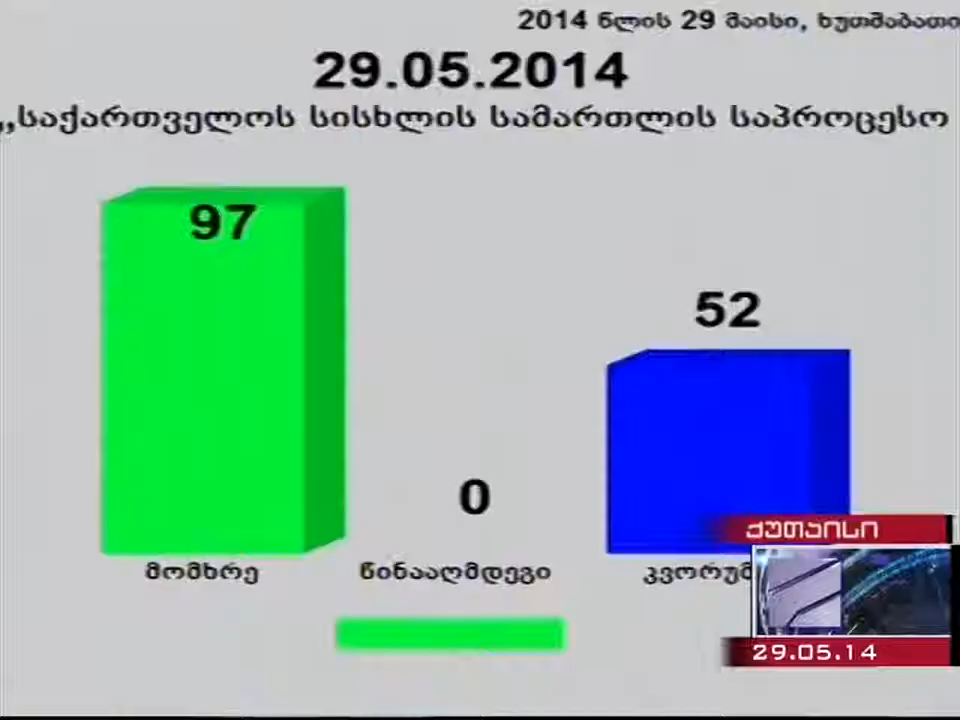 2014 წლის 29 მაისი, ხუთშაბათი
29.05.2014
,,საქართველოს სისხლის სამართლის საპროცესო
97
52
0
მომხრე
წინააღმდეგი
ქუთაისი
29.05.14